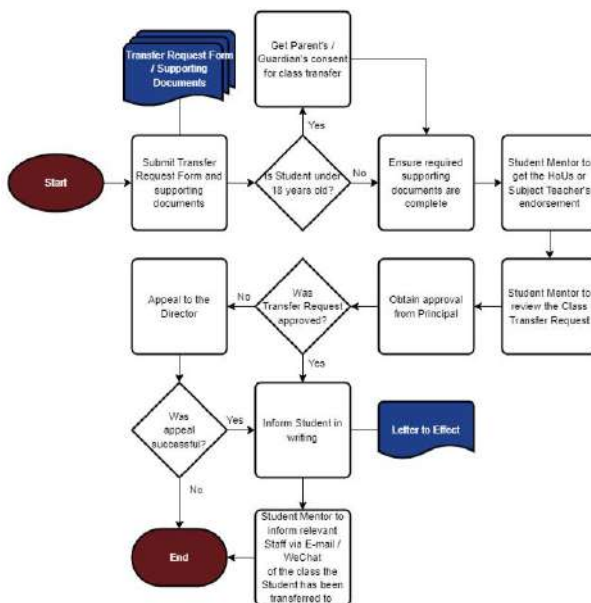 Transfer Request Form
/ Supporting
Documents
Get Parent's /
Guardian's consent
for class transfer
Yes
Start
Submit Transfer
Request Form and
supporting
documents
Is Student under
18 years old?
No
Ensure required
supporting
documents are
complete
Student Mentor to
get the HoUs or
Subject Teacher's
endorsement
Appeal to the
Director
No
Was
Transfer Request
approved?
Obtain approval
from Principal
Student Mentor to
review the Class
Transfer Request
Yes
Was
appeal
successful?
Yes
Inform Student in
writing
Letter to Effect
No
End
Student Mentor to
inform relevant
Staff via E-mail /
WeChat
of the class the
Student has been
transferred to